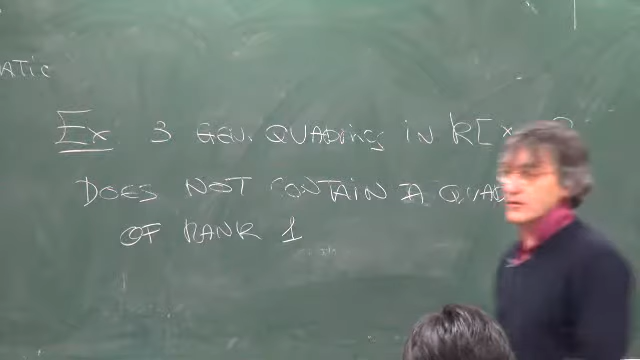 ATIC
Ex 3 GEN. QUADRICS IN K[X
DOES NOT CONTAIN A QUAD
OF RANK 1